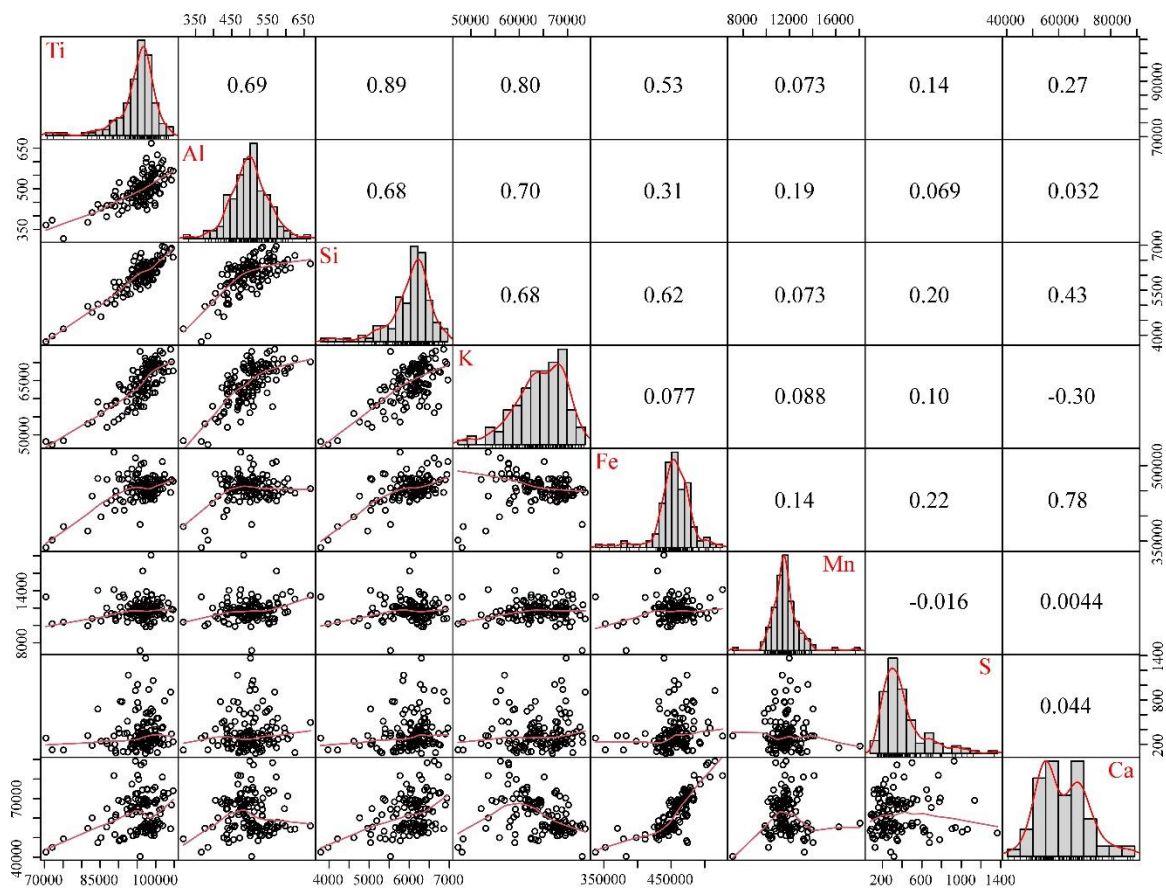 350 450 550 650 50000 60000 70000 8000 12000 16000 40000 60000 80000
Ti 0.69 0.89 0.80 0.53 0.073 0.14 0.27 70000 90000
350 500 650 Al 0.68 0.70 0.31 0.19 0.069 0.032
Si 0.68 0.62 0.073 0.20 0.43 4000 5500 7000
50000 65000 K 0.077 0.088 0.10 -0.30
Fe 0.14 0.22 0.78 350000 500000
8000 14000 Mn -0.016 0.0044
S 0.044 200 800 1400
40000 70000 Ca
70000 85000 100000 4000 5000 6000 7000 350000 450000 200 600 1000 1400